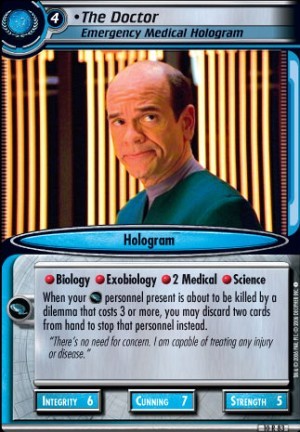 4 •The Doctor
Emergency Medical Hologram
Hologram
Biology Exobiology 2 Medical Science
When your personnel present is about to be killed by a
dilemma that costs 3 or more, you may discard two cards
from hand to stop that personnel instead.
"There's no need for concern. I am capable of treating any injury
or disease."
Integrity 6 Cunning 7 Strength 5